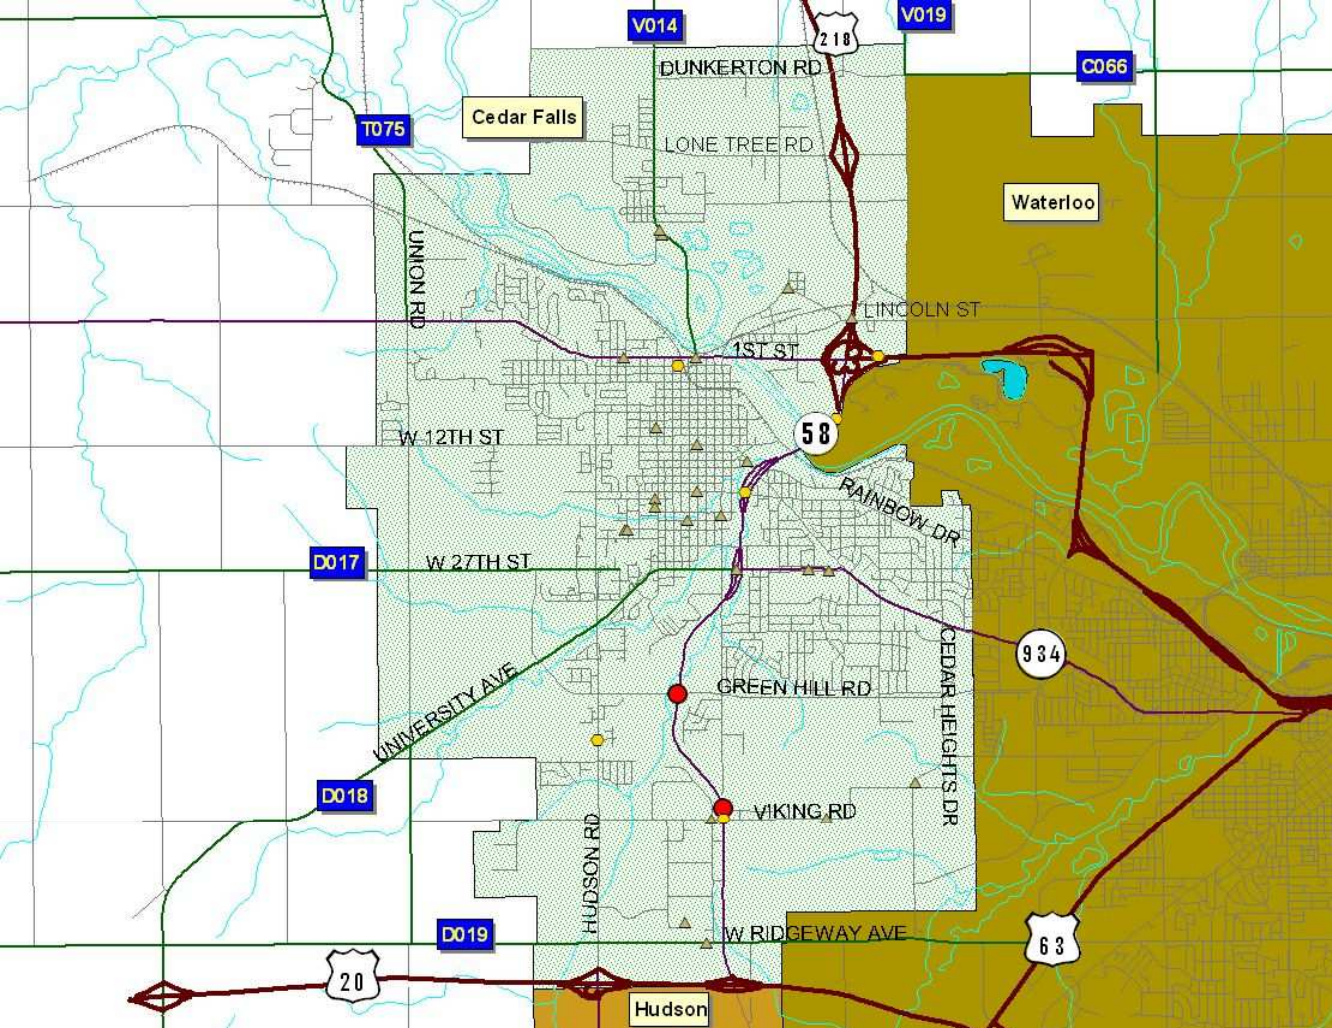 V014
V019
218
DUNKERTON RD
C066
Cedar Falls
T075
LONE TREE RD
Waterloo
UNION RD
LINCOLN ST
1ST ST
58
W 12TH ST
RAINBOW DR
D017
W 27TH ST
934
CEDAR HEIGHTS DR
GREEN HILL RD
UNIVERSITY AVE
D018
VIKING RD
HUDSON RD
D019
W RIDGEWAY AVE
63
20
Hudson